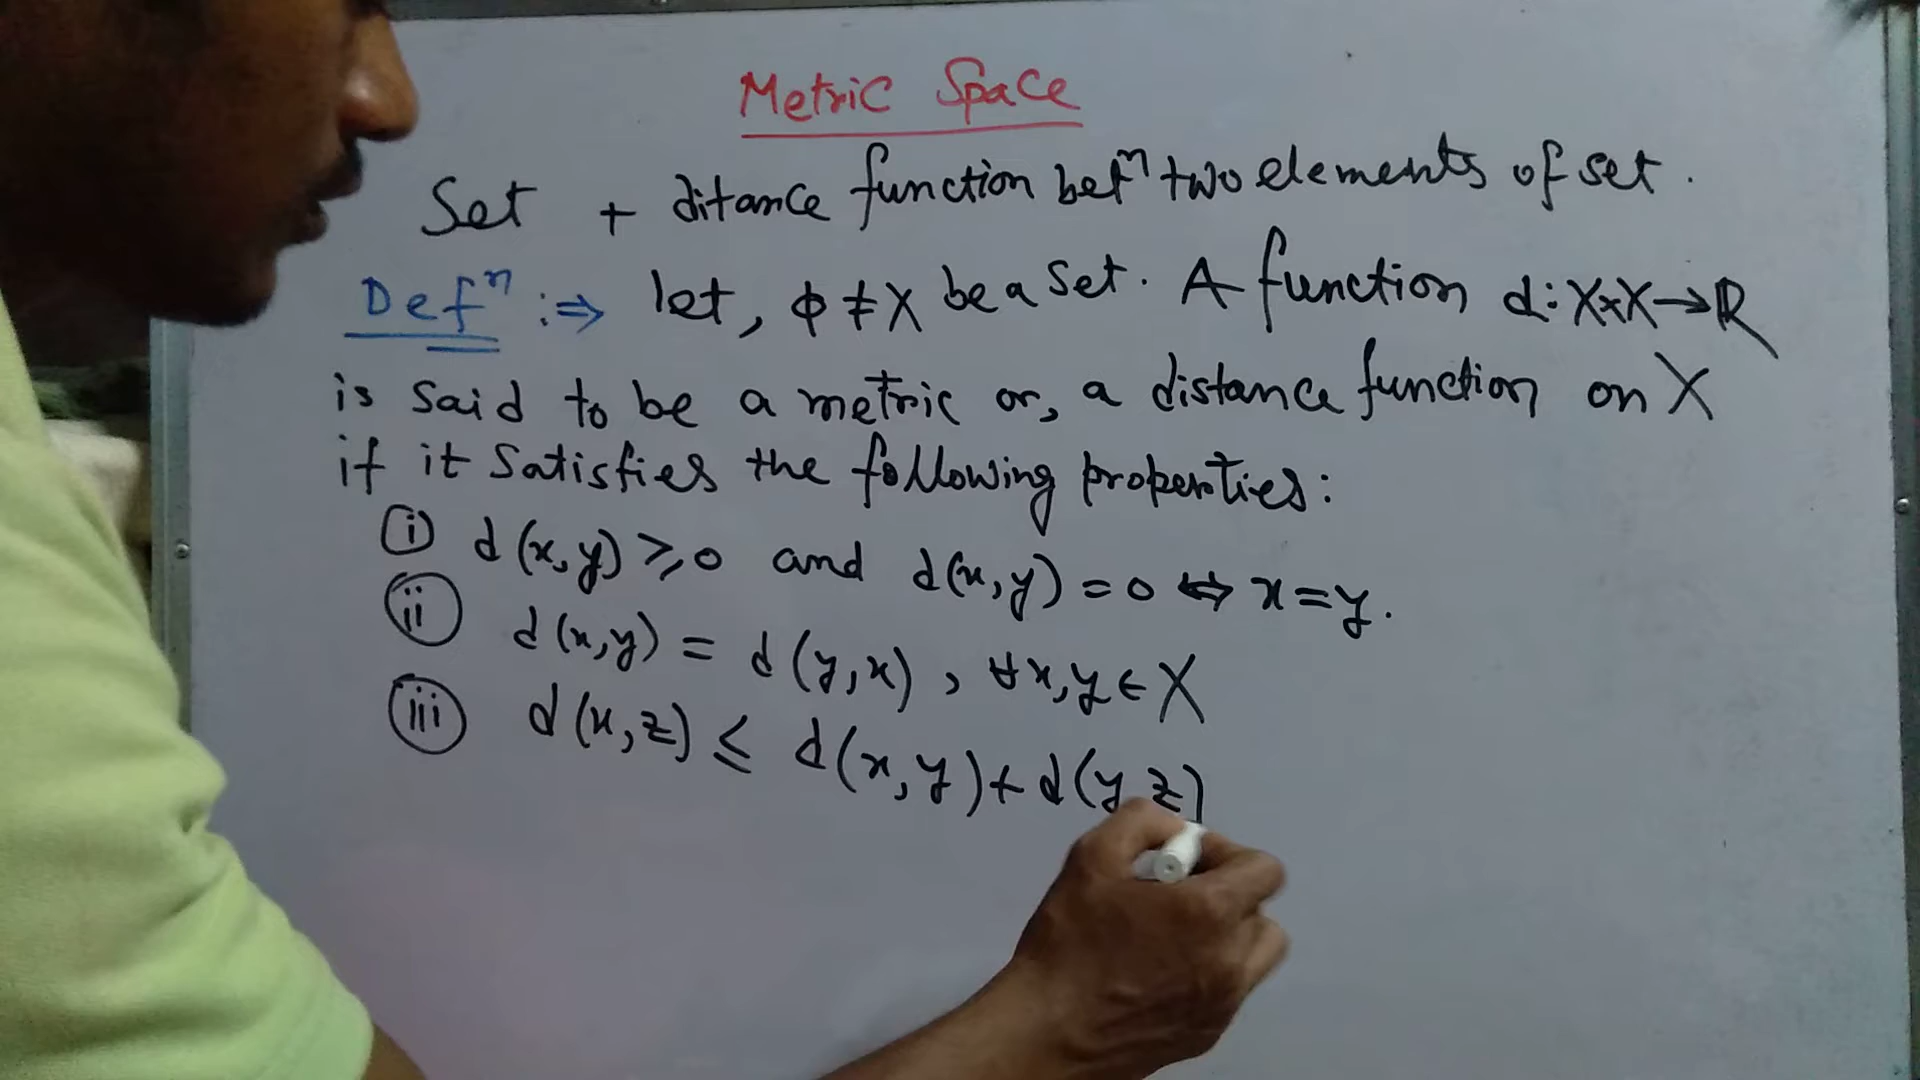 Metric Space
Set + ditance function betⁿ two elements of set.
Defⁿ :⇒ let, ϕ ≠ X be a set. A function d: X×X→R
is said to be a metric or, a distance function on X
if it satisfies the following properties:
(i) d(x,y) ≥ 0 and d(x,y) = 0 ⇔ x=y.
(ii) d(x,y) = d(y,x), ∀x,y ∈ X
(iii) d(x,z) ≤ d(x,y)+d(y,z)